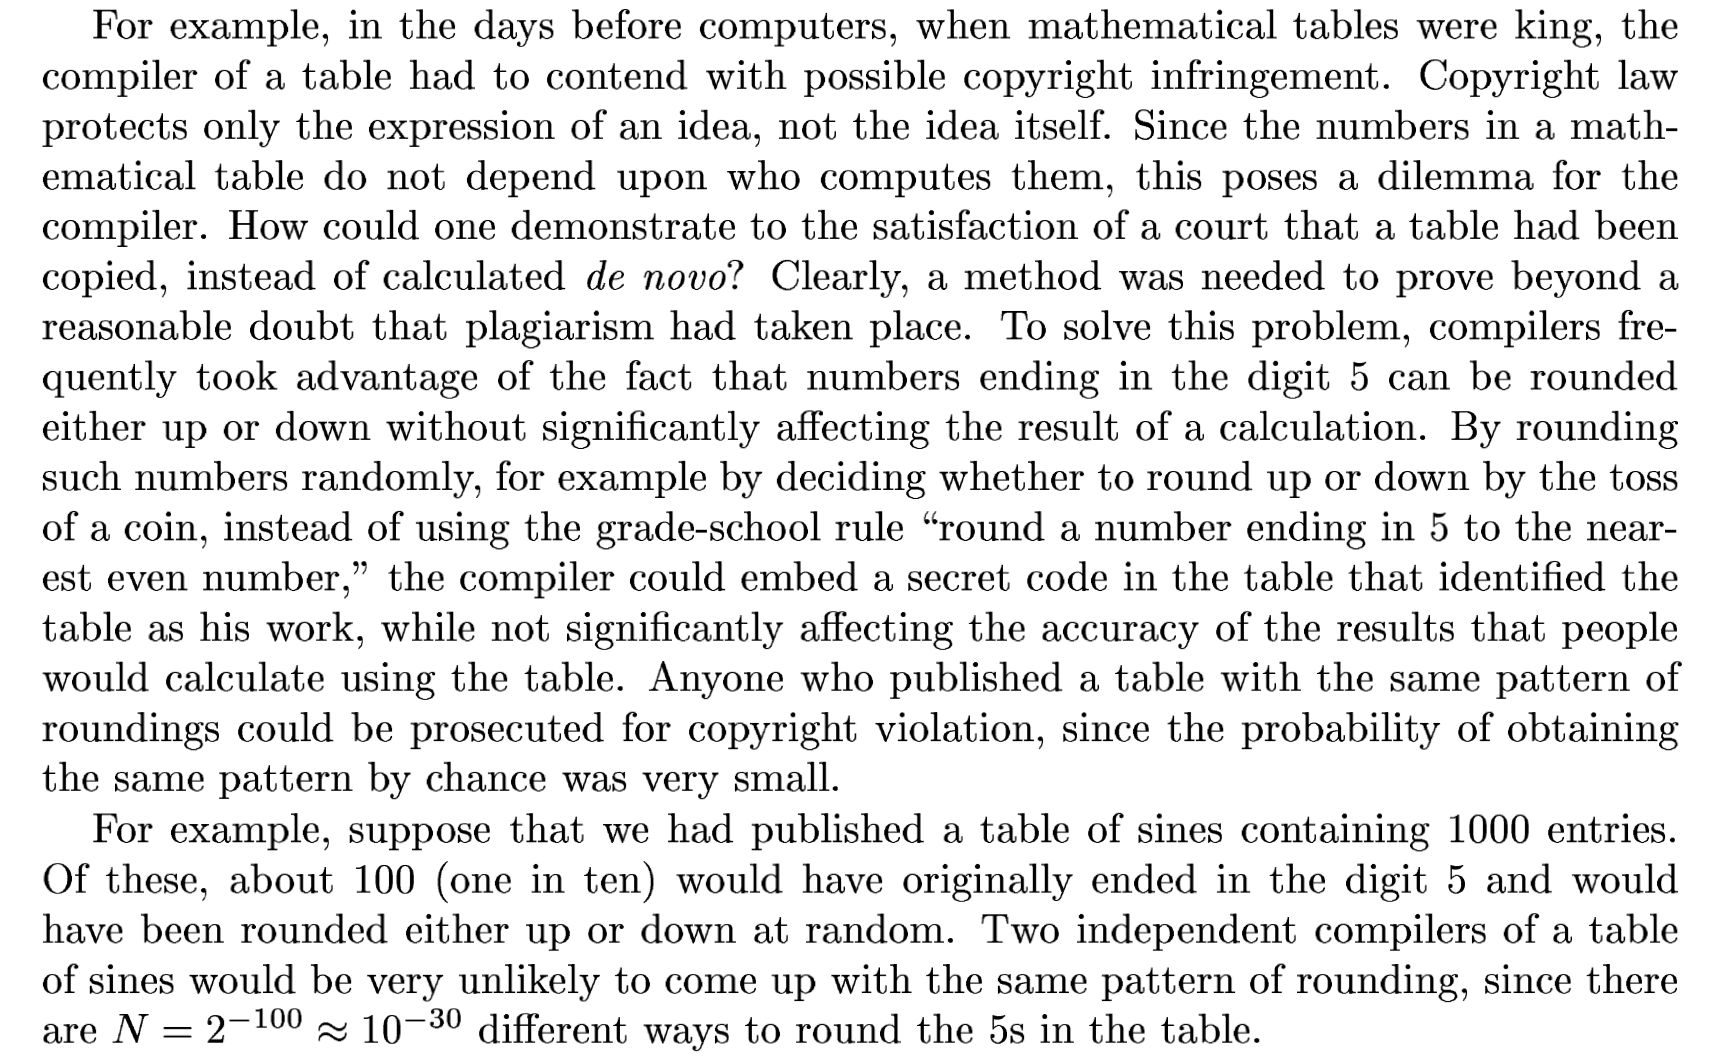 For example, in the days before computers, when mathematical tables were king, the
compiler of a table had to contend with possible copyright infringement. Copyright law
protects only the expression of an idea, not the idea itself. Since the numbers in a math-
ematical table do not depend upon who computes them, this poses a dilemma for the
compiler. How could one demonstrate to the satisfaction of a court that a table had been
copied, instead of calculated de novo? Clearly, a method was needed to prove beyond a
reasonable doubt that plagiarism had taken place. To solve this problem, compilers fre-
quently took advantage of the fact that numbers ending in the digit 5 can be rounded
either up or down without significantly affecting the result of a calculation. By rounding
such numbers randomly, for example by deciding whether to round up or down by the toss
of a coin, instead of using the grade-school rule “round a number ending in 5 to the near-
est even number,” the compiler could embed a secret code in the table that identified the
table as his work, while not significantly affecting the accuracy of the results that people
would calculate using the table. Anyone who published a table with the same pattern of
roundings could be prosecuted for copyright violation, since the probability of obtaining
the same pattern by chance was very small.
For example, suppose that we had published a table of sines containing 1000 entries.
Of these, about 100 (one in ten) would have originally ended in the digit 5 and would
have been rounded either up or down at random. Two independent compilers of a table
of sines would be very unlikely to come up with the same pattern of rounding, since there
are N = 2⁻¹⁰⁰ ≈ 10⁻³⁰ different ways to round the 5s in the table.